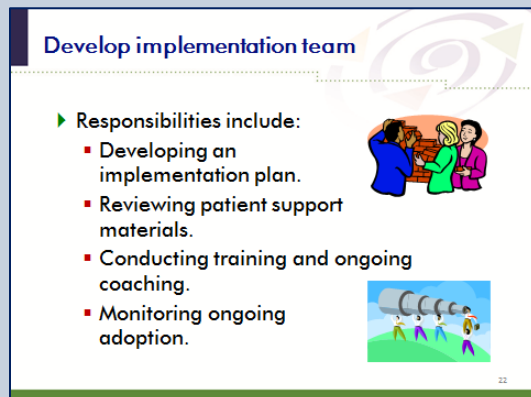 Develop implementation team
Responsibilities include:
Developing an
implementation plan.
Reviewing patient support
materials.
Conducting training and ongoing
coaching.
Monitoring ongoing
adoption.
22